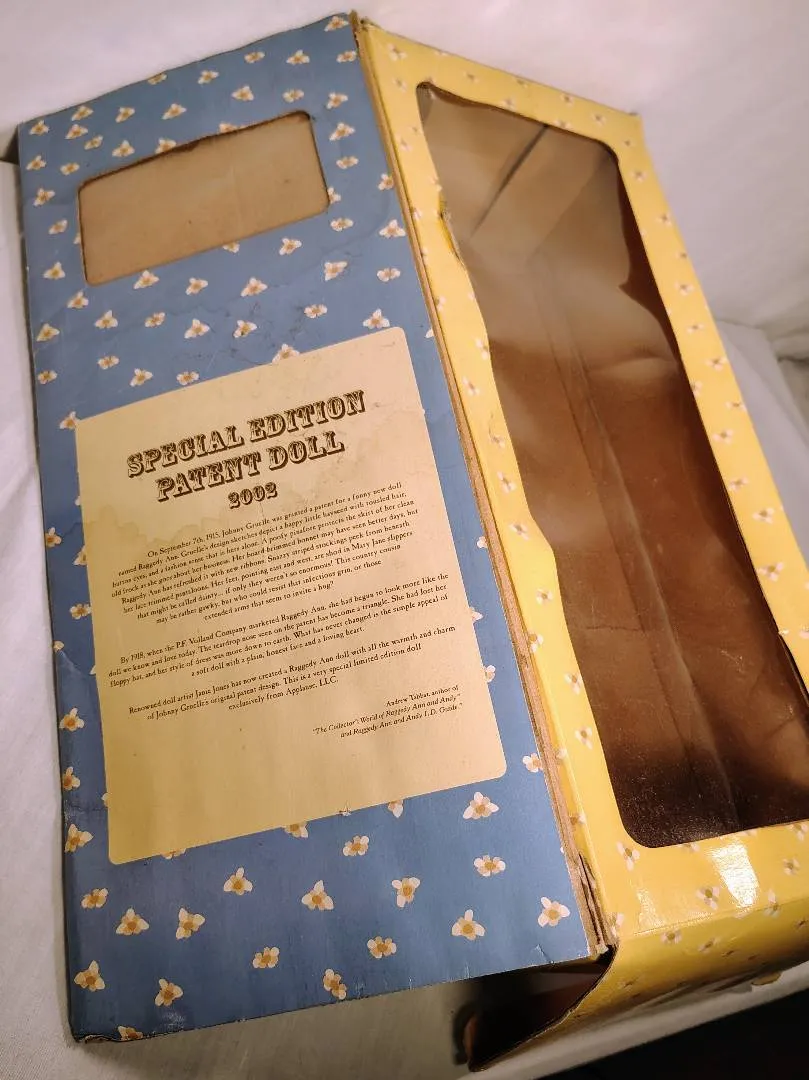 SPECIAL EDITION
PATENT DOLL
2002
On September 7th, 1915, Johnny Gruelle was granted a patent for a funny new doll
named Raggedy Ann. Gruelle's design sketches depict a happy little hayseed with tousled hair,
button eyes, and a fashion sense that is hers alone. A pouly pinafore protects the skirt of her clean
old frock as she goes about her business. Her board brimmed bonnet may have seen better days, but
Raggedy Ann has refreshed it with new ribbons. Snazzy striped stockings peek from beneath
her lace trimmed pantaloons. Her feet, pointing east and west, are shod in Mary Jane slippers
that might be called dainty... if only they weren't so enormous! This country cousin
may be rather gawky, but who could resist that infectious grin, or those
extended arms that seem to invite a hug?
By 1918, when the P.F. Volland Company marketed Raggedy Ann, she had begun to look more like the
doll we know and love today. The teardrop nose seen on the patent has become a triangle. She had lost her
floppy hat, and her style of dress was more down to earth. What has never changed is the simple appeal of
a soft doll with a plain, honest face and a loving heart.
Renowned doll artist Janie Jones has now created a Raggedy Ann doll with all the warmth and charm
of Johnny Gruelle's original patent design. This is a very special limited edition doll
exclusively from Applause, LLC.
Andrew Tabbat, author of
"The Collector's World of Raggedy Ann and Andy"
and Raggedy Ann and Andy I.D. Guide."